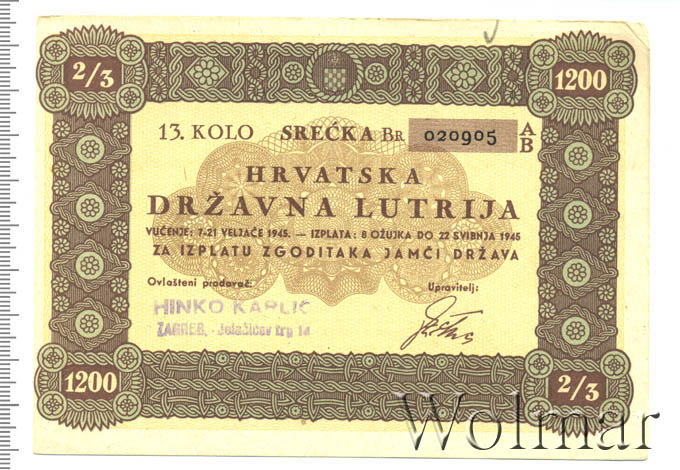 2/3
1200
13. KOLO SREĆKA BR. 020905 A/B
HRVATSKA
DRŽAVNA LUTRIJA
VUČENJE: 7-21 VELJAČE 1945. — IZPLATA: 8 OŽUJKA DO 22 SVIBNJA 1945
ZA IZPLATU ZGODITAKA JAMČI DRŽAVA
Ovlašteni prodavač: Upravitelj:
HINKO KARLIĆ
ZAGREB, - Jelačićev trg 14
1200
2/3
Wolmar